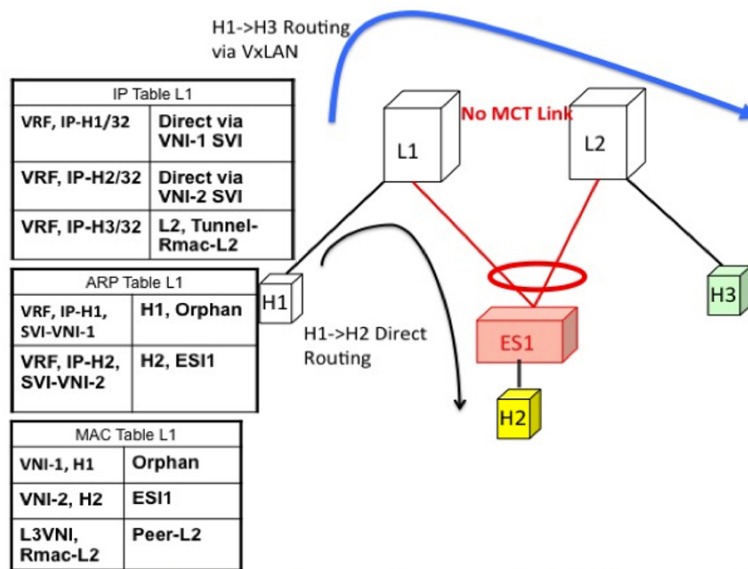 H1->H3 Routing
via VxLAN
IP Table L1
VRF, IP-H1/32
Direct via
VNI-1 SVI
VRF, IP-H2/32
Direct via
VNI-2 SVI
VRF, IP-H3/32
L2, Tunnel-
Rmac-L2
ARP Table L1
VRF, IP-H1,
SVI-VNI-1
H1, Orphan
VRF, IP-H2,
SVI-VNI-2
H2, ESI1
MAC Table L1
VNI-1, H1
Orphan
VNI-2, H2
ESI1
L3VNI,
Rmac-L2
Peer-L2
No MCT Link
L1
L2
H1
H3
H1->H2 Direct
Routing
ES1
H2